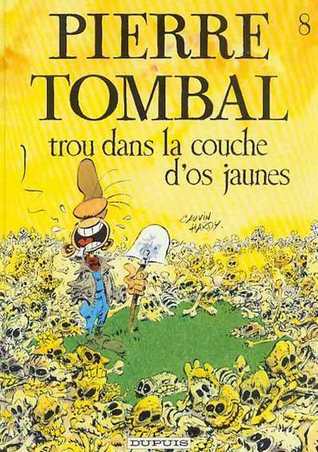 PIERRE
8
TOMBAL
trou dans la couche
d'os jaunes
CAUVIN
HARDY.
DUPUIS